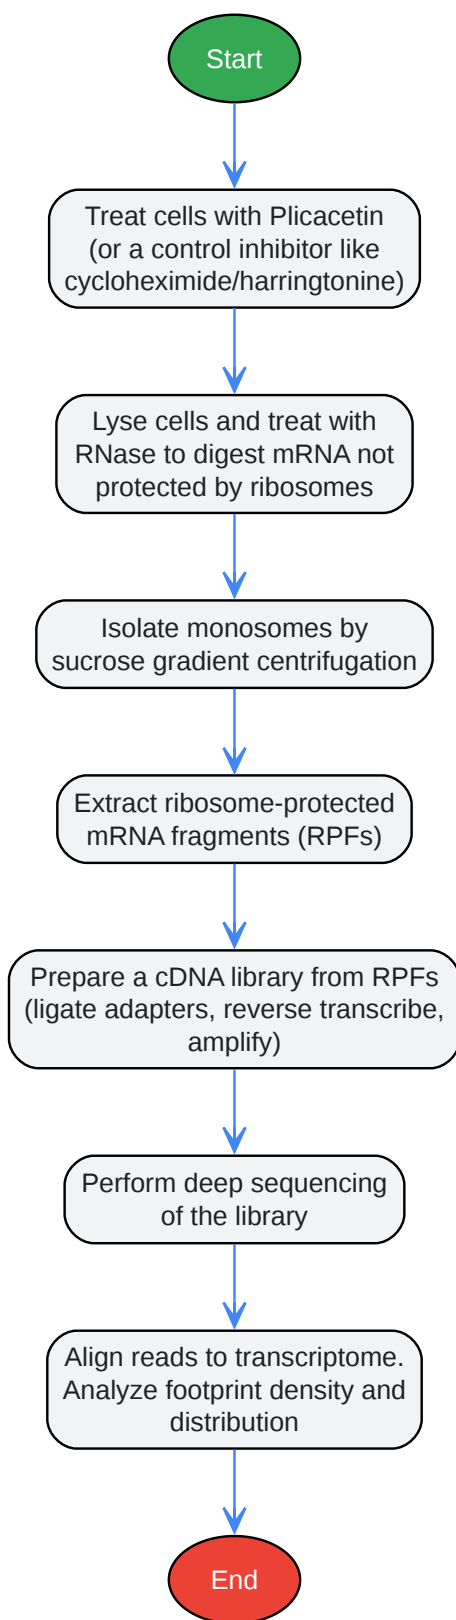 Start
Treat cells with Plicacetin
(or a control inhibitor like
cycloheximide/harringtonine)
Lyse cells and treat with
RNase to digest mRNA not
protected by ribosomes
Isolate monosomes by
sucrose gradient centrifugation
Extract ribosome-protected
mRNA fragments (RPFs)
Prepare a cDNA library from RPFs
(ligate adapters, reverse transcribe,
amplify)
Perform deep sequencing
of the library
Align reads to transcriptome.
Analyze footprint density and
distribution
End